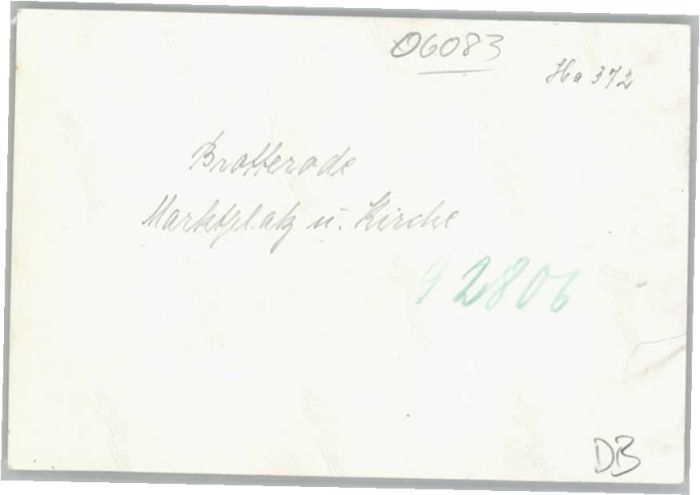 06083
Ha 372
Brotterode
Marktplatz u. Kirche
92806
DB